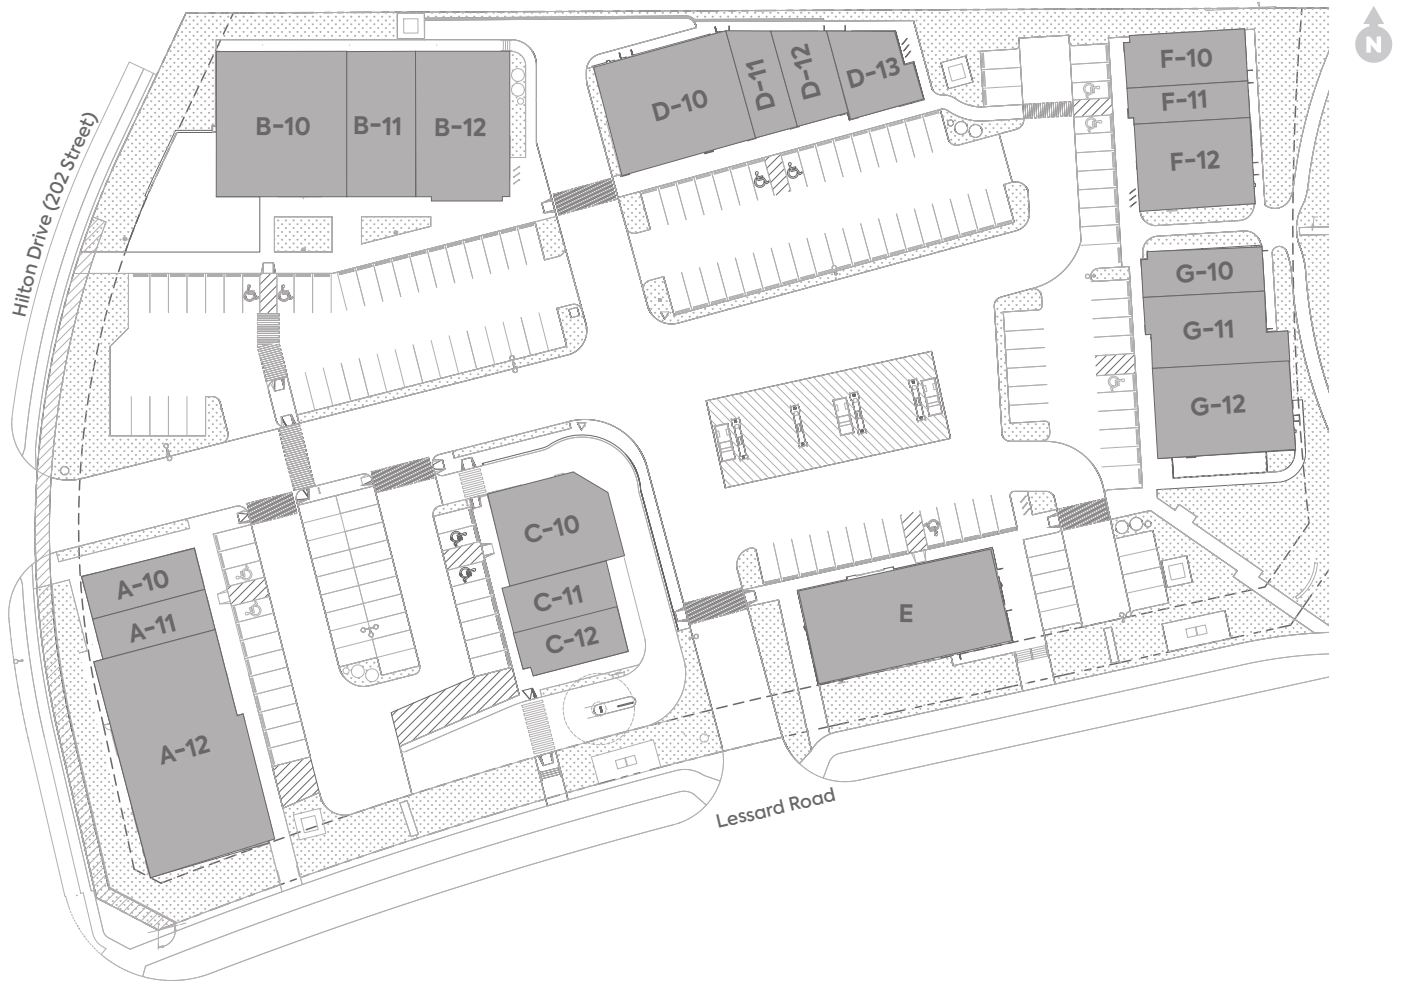 N
B-10
B-11
B-12
D-10
D-11
D-12
D-13
F-10
F-11
F-12
Hilton Drive (202 Street)
G-10
G-11
G-12
C-10
C-11
C-12
A-10
A-11
A-12
E
Lessard Road